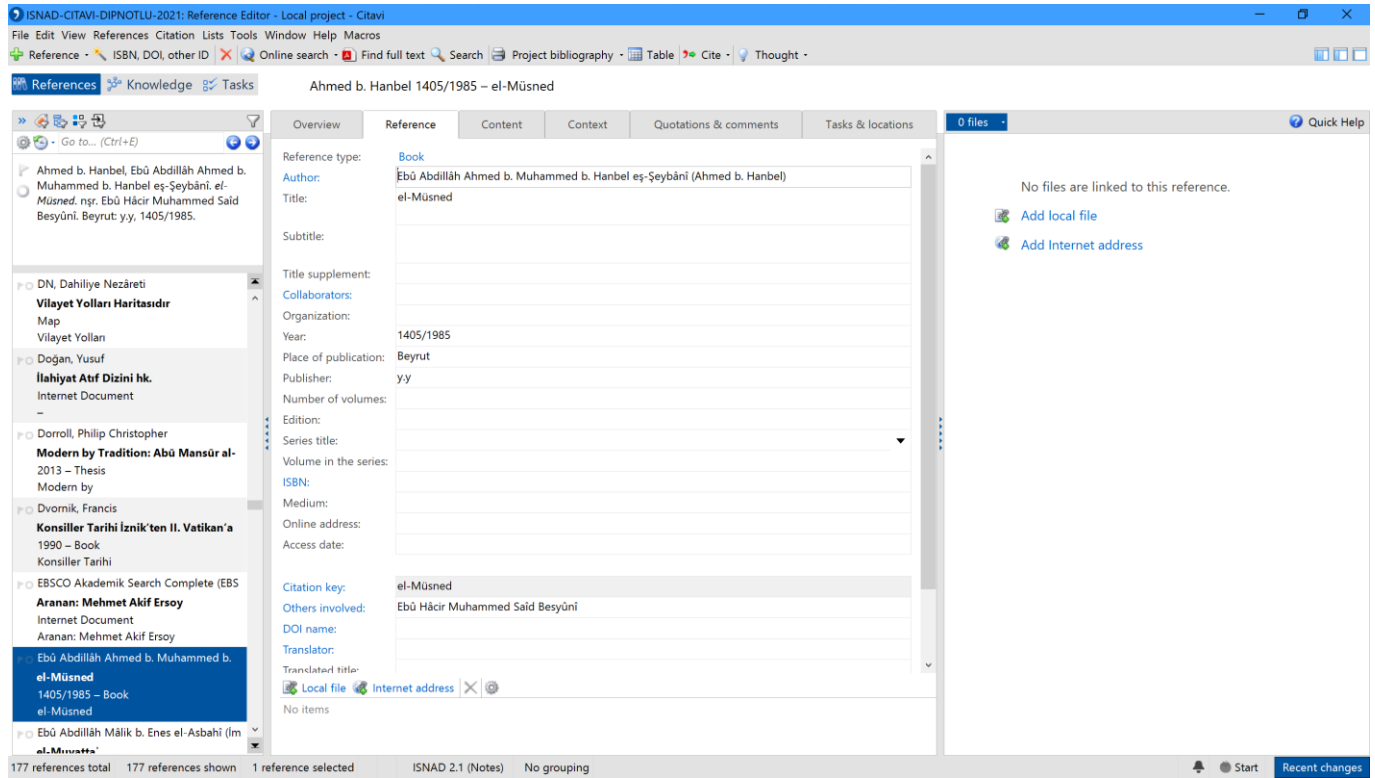 ISNAD-CITAVI-DIPNOTLU-2021: Reference Editor - Local project - Citavi
File Edit View References Citation Lists Tools Window Help Macros
Reference ISBN, DOI, other ID Online search Find full text Search Project bibliography Table Cite Thought
References Knowledge Tasks
Ahmed b. Hanbel 1405/1985 – el-Müsned
Go to... (Ctrl+E)
Ahmed b. Hanbel, Ebû Abdillâh Ahmed b.
Muhammed b. Hanbel eş-Şeybânî. el-
Müsned. nşr. Ebû Hâcir Muhammed Saîd
Besyûnî. Beyrut: y.y, 1405/1985.
DN, Dahiliye Nezâreti
Vilayet Yolları Haritasıdır
Map
Vilayet Yolları
Doğan, Yusuf
İlahiyat Atıf Dizini hk.
Internet Document
–
Dorroll, Philip Christopher
Modern by Tradition: Abū Mansūr al-
2013 – Thesis
Modern by
Dvornik, Francis
Konsiller Tarihi İznik'ten II. Vatikan'a
1990 – Book
Konsiller Tarihi
EBSCO Akademik Search Complete (EBS
Aranan: Mehmet Akif Ersoy
Internet Document
Aranan: Mehmet Akif Ersoy
Ebû Abdillâh Ahmed b. Muhammed b.
el-Müsned
1405/1985 – Book
el-Müsned
Ebû Abdillâh Mâlik b. Enes el-Asbahî (İm
el-Muvatta'
Overview Reference Content Context Quotations & comments Tasks & locations
Reference type: Book
Author: Ebû Abdillâh Ahmed b. Muhammed b. Hanbel eş-Şeybânî (Ahmed b. Hanbel)
Title: el-Müsned
Subtitle:
Title supplement:
Collaborators:
Organization:
Year: 1405/1985
Place of publication: Beyrut
Publisher: y.y
Number of volumes:
Edition:
Series title:
Volume in the series:
ISBN:
Medium:
Online address:
Access date:
Citation key: el-Müsned
Others involved: Ebû Hâcir Muhammed Saîd Besyûnî
DOI name:
Translator:
Translated title:
Local file Internet address
No items
0 files
Quick Help
No files are linked to this reference.
Add local file
Add Internet address
177 references total 177 references shown 1 reference selected ISNAD 2.1 (Notes) No grouping Start Recent changes